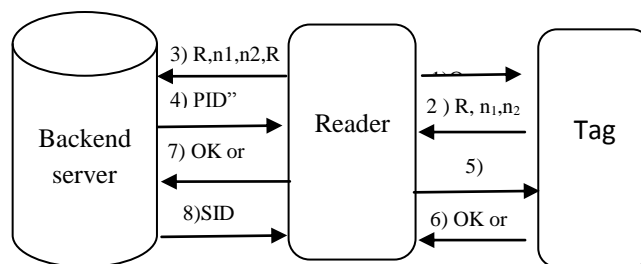 3) R,n1,n2,R
4) PID”
2 ) R, n₁,n₂
Backend
server
Reader
Tag
7) OK or
5)
8)SID
6) OK or